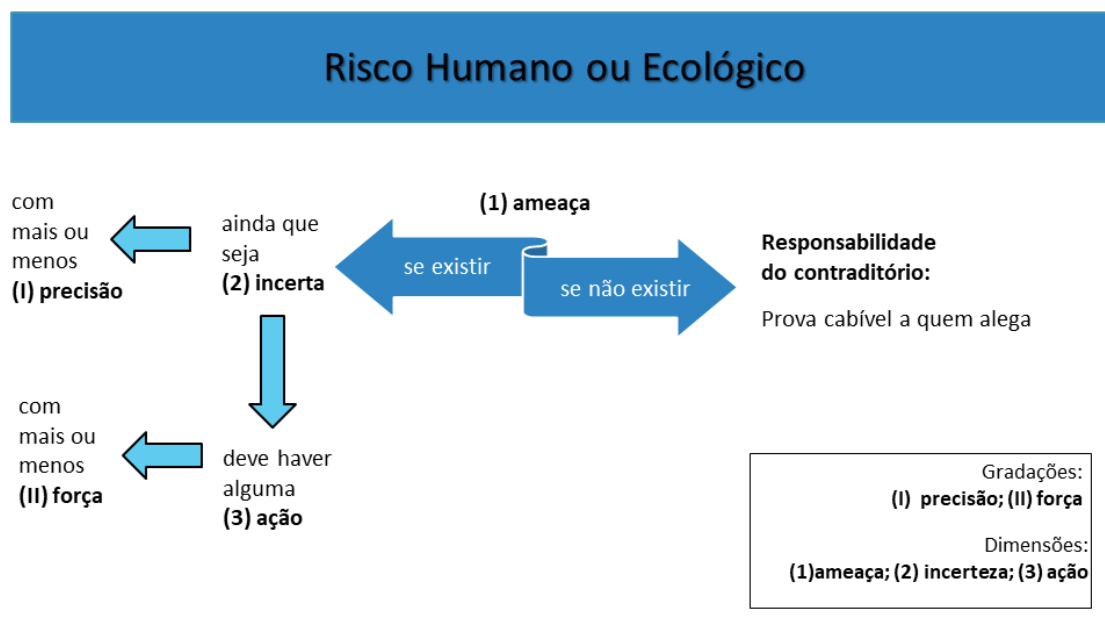 Risco Humano ou Ecológico
com
mais ou
menos
(I) precisão
ainda que
seja
(2) incerta
(1) ameaça
se existir
se não existir
Responsabilidade
do contraditório:
Prova cabível a quem alega
com
mais ou
menos
(II) força
deve haver
alguma
(3) ação
Gradações:
(I) precisão; (II) força
Dimensões:
(1)ameaça; (2) incerteza; (3) ação